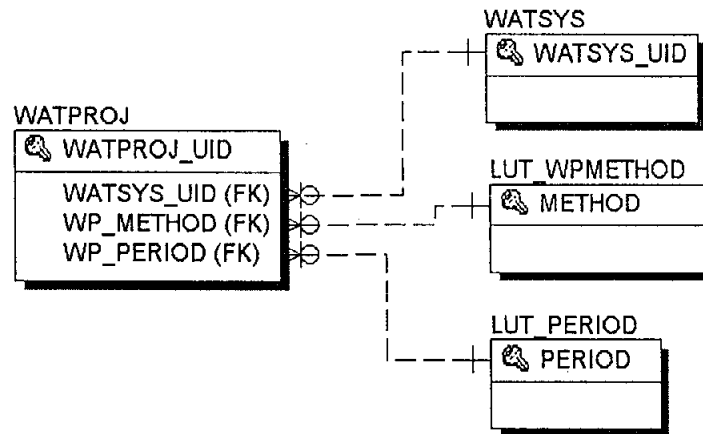 WATSYS
WATSYS_UID
WATPROJ
WATPROJ_UID
WATSYS_UID (FK)
WP_METHOD (FK)
WP_PERIOD (FK)
LUT_WPMETHOD
METHOD
LUT_PERIOD
PERIOD